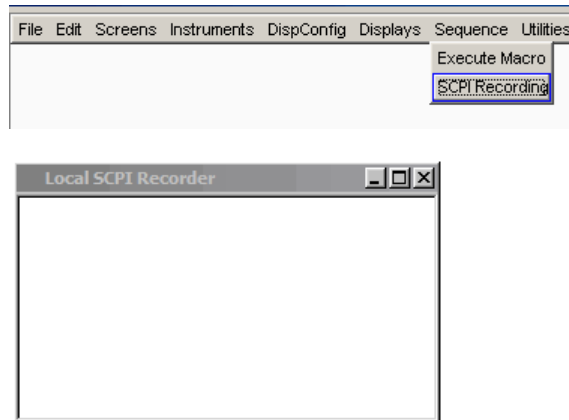 File Edit Screens Instruments DispConfig Displays Sequence Utilities
Execute Macro
SCPI Recording
Local SCPI Recorder